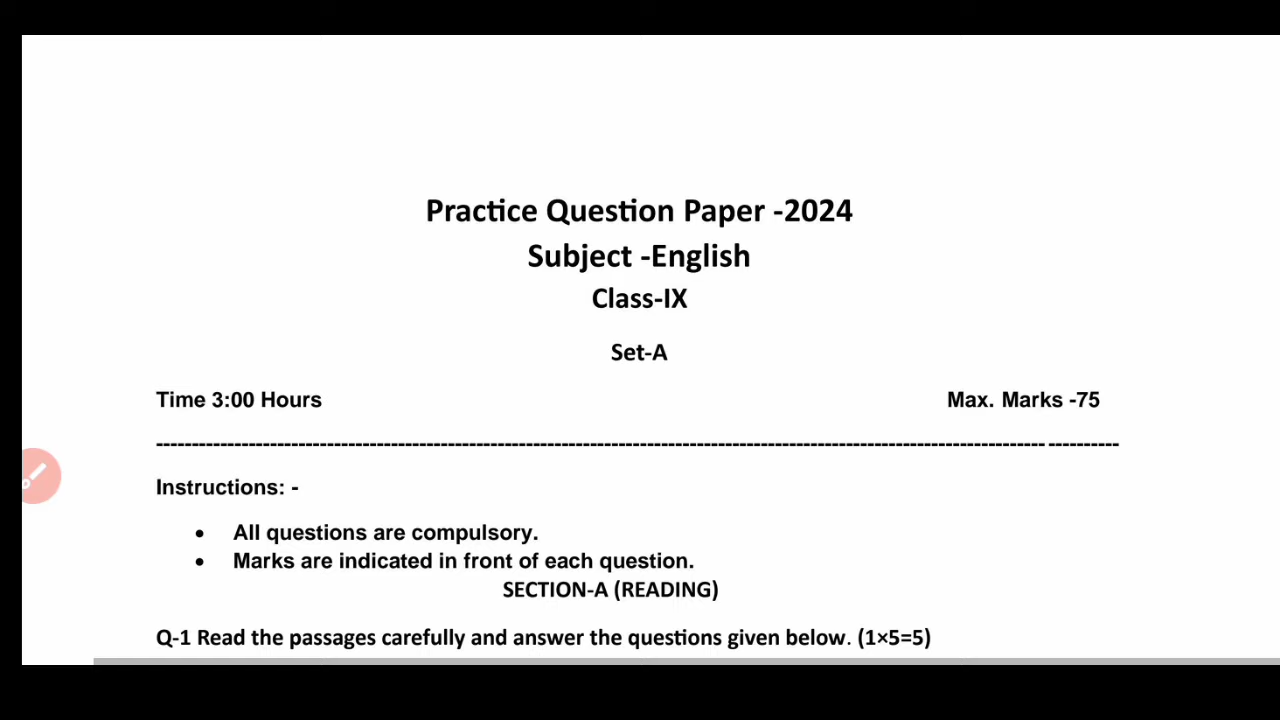 Practice Question Paper -2024
Subject -English
Class-IX
Set-A
Time 3:00 Hours Max. Marks -75
-----------------------------------------------------------------------------------------------------------------------------------
Instructions: -
• All questions are compulsory.
• Marks are indicated in front of each question.
SECTION-A (READING)
Q-1 Read the passages carefully and answer the questions given below. (1×5=5)